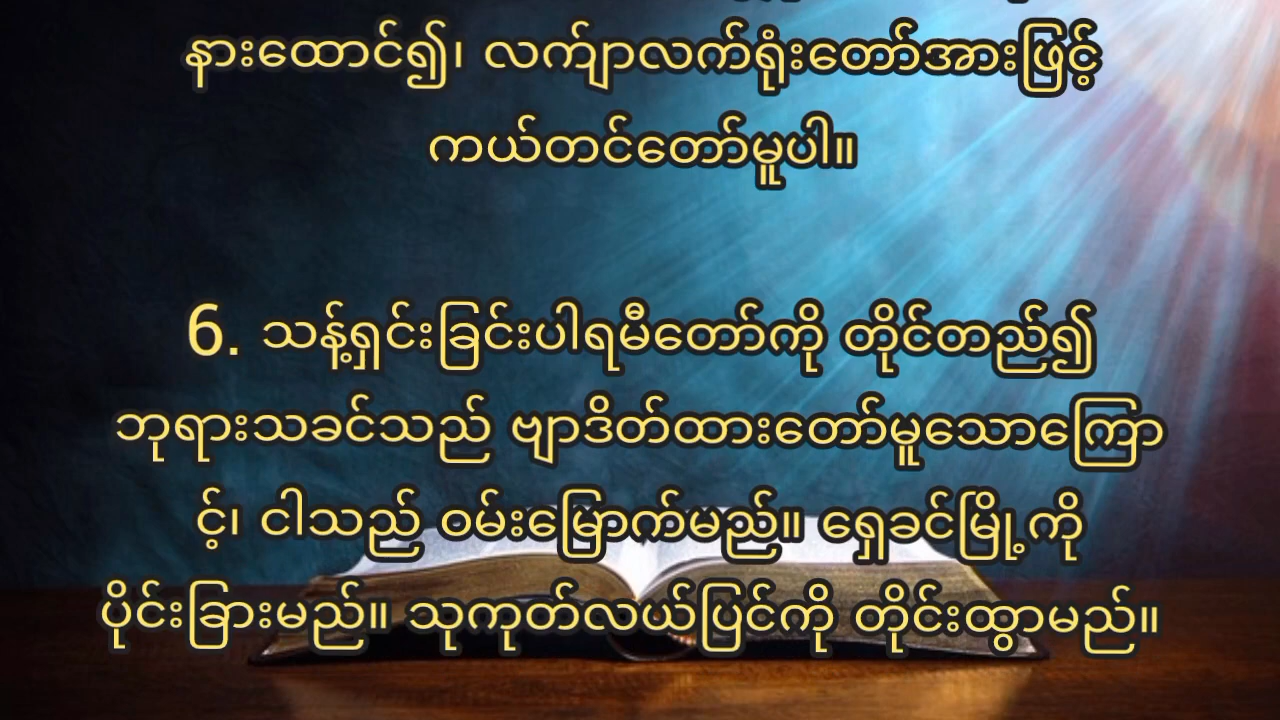 နားထောင်၍၊ လက်ျာလက်ရုံးတော်အားဖြင့်
ကယ်တင်တော်မူပါ။
6. သန့်ရှင်းခြင်းပါရမီတော်ကို တိုင်တည်၍
ဘုရားသခင်သည် ဗျာဒိတ်ထားတော်မူသောကြော
င့်၊ ငါသည် ဝမ်းမြောက်မည်။ ရှေခင်မြို့ကို
ပိုင်းခြားမည်။ သုကုတ်လယ်ပြင်ကို တိုင်းထွာမည်။